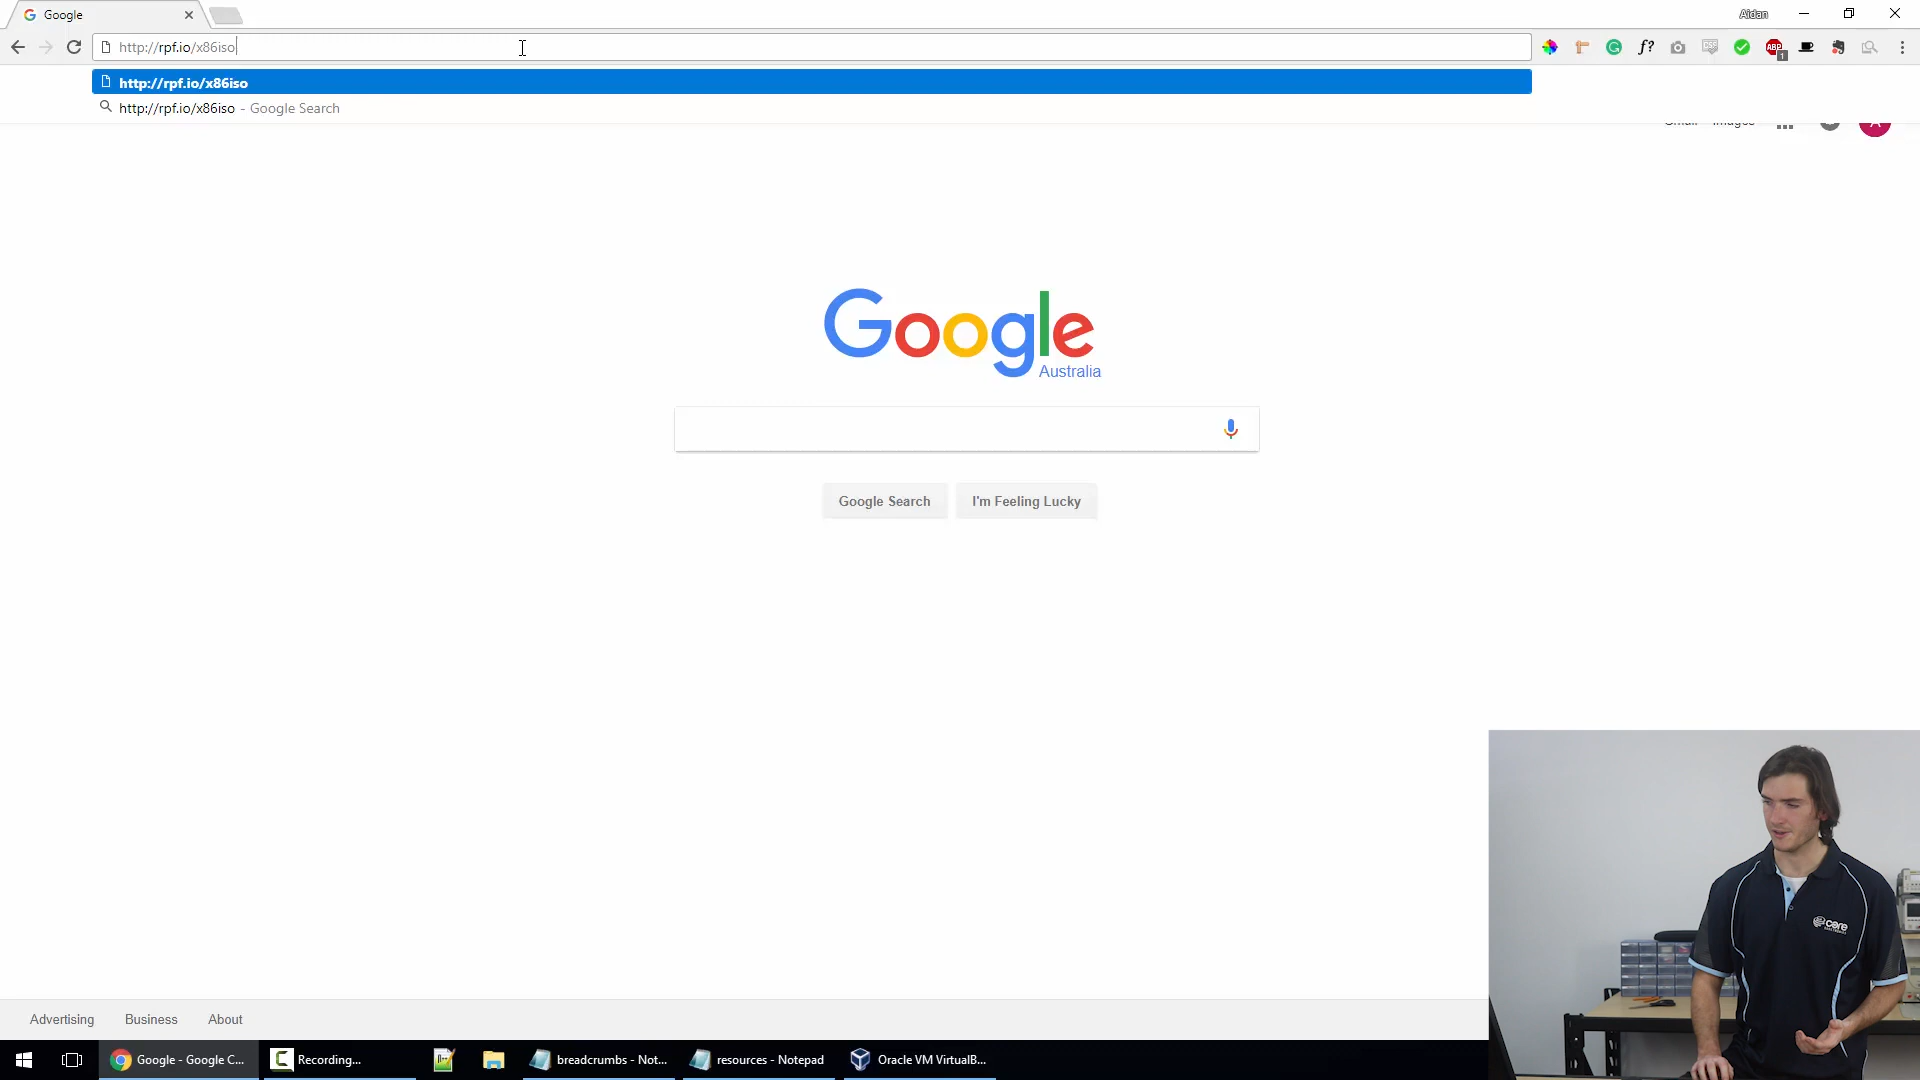 Google
Aidan
http://rpf.io/x86iso
http://rpf.io/x86iso
http://rpf.io/x86iso - Google Search
Gmail Images
Google
Australia
Google Search
I'm Feeling Lucky
core
Advertising
Business
About
Google - Google C...
Recording...
breadcrumbs - Not...
resources - Notepad
Oracle VM VirtualB...